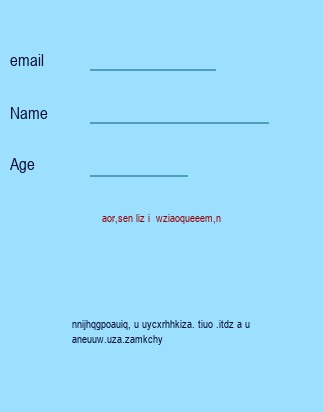 email
Name
Age
aor,sen liz i  wziaoqueeem,n
nnijhqgpoauiq, u uycxrhhkiza. tiuo .itdz a u
aneuuw.uza.zamkchy